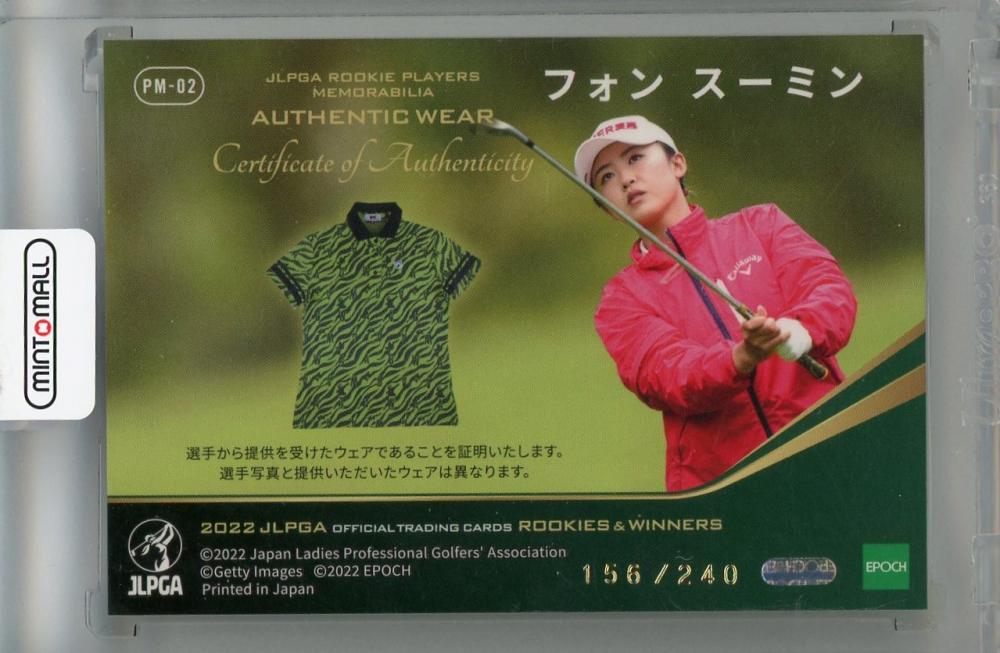 PM-02
JLPGA ROOKIE PLAYERS
MEMORABILIA
AUTHENTIC WEAR
Certificate of Authenticity
フォン スーミン
Callaway
MINT MALL
選手から提供を受けたウェアであることを証明いたします。
選手写真と提供いただいたウェアは異なります。
2022 JLPGA OFFICIAL TRADING CARDS ROOKIES & WINNERS
©2022 Japan Ladies Professional Golfers' Association
©Getty Images ©2022 EPOCH
Printed in Japan
JLPGA
156/240
EPOCH